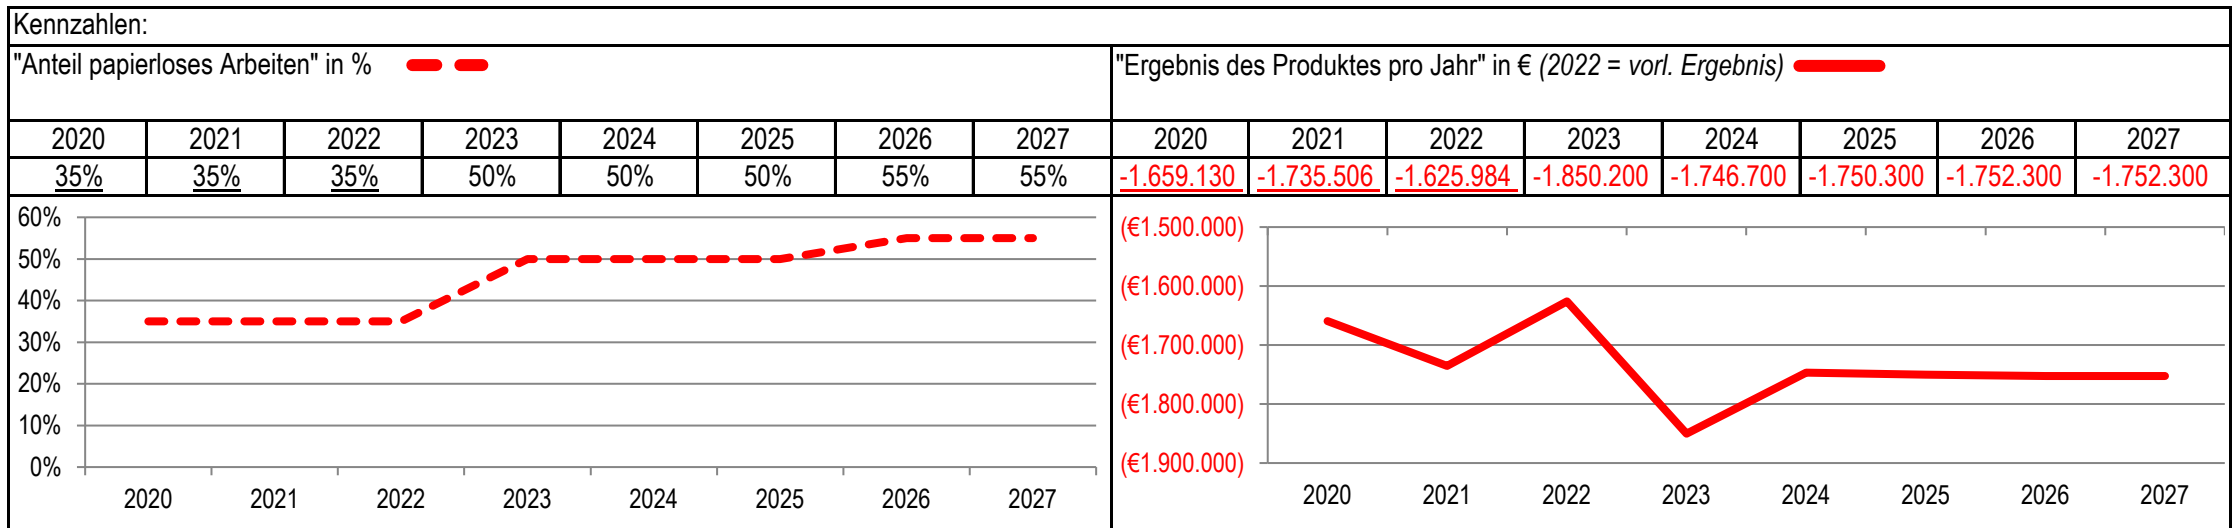 Kennzahlen:
"Anteil papierloses Arbeiten" in %
2020 2021 2022 2023 2024 2025 2026 2027
35% 35% 35% 50% 50% 50% 55% 55%
60%
50%
40%
30%
20%
10%
0%
2020 2021 2022 2023 2024 2025 2026 2027
"Ergebnis des Produktes pro Jahr" in € (2022 = vorl. Ergebnis)
2020 2021 2022 2023 2024 2025 2026 2027
-1.659.130 -1.735.506 -1.625.984 -1.850.200 -1.746.700 -1.750.300 -1.752.300 -1.752.300
(€1.500.000)
(€1.600.000)
(€1.700.000)
(€1.800.000)
(€1.900.000)
2020 2021 2022 2023 2024 2025 2026 2027